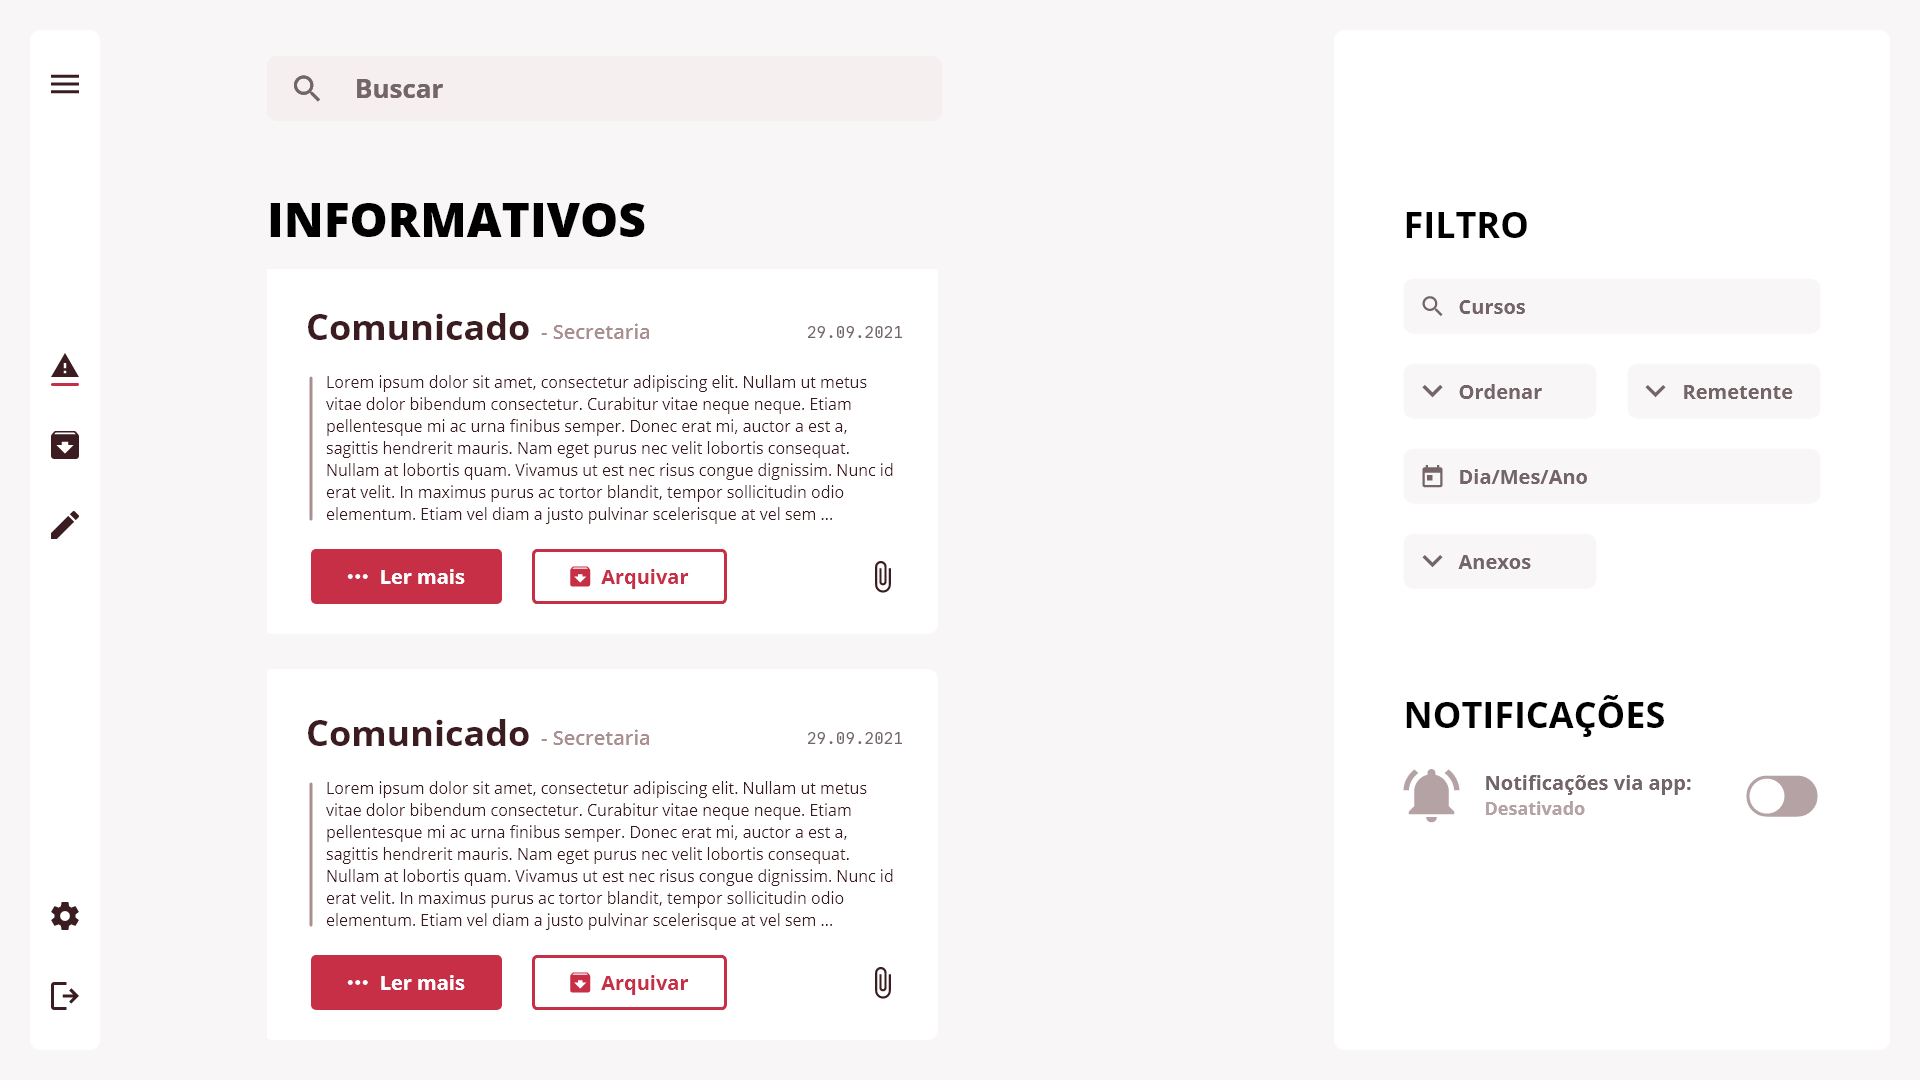 Buscar
INFORMATIVOS
Comunicado - Secretaria 29.09.2021
Lorem ipsum dolor sit amet, consectetur adipiscing elit. Nullam ut metus
vitae dolor bibendum consectetur. Curabitur vitae neque neque. Etiam
pellentesque mi ac urna finibus semper. Donec erat mi, auctor a est a,
sagittis hendrerit mauris. Nam eget purus nec velit lobortis consequat.
Nullam at lobortis quam. Vivamus ut est nec risus congue dignissim. Nunc id
erat velit. In maximus purus ac tortor blandit, tempor sollicitudin odio
elementum. Etiam vel diam a justo pulvinar scelerisque at vel sem ...
Ler mais Arquivar
Comunicado - Secretaria 29.09.2021
Lorem ipsum dolor sit amet, consectetur adipiscing elit. Nullam ut metus
vitae dolor bibendum consectetur. Curabitur vitae neque neque. Etiam
pellentesque mi ac urna finibus semper. Donec erat mi, auctor a est a,
sagittis hendrerit mauris. Nam eget purus nec velit lobortis consequat.
Nullam at lobortis quam. Vivamus ut est nec risus congue dignissim. Nunc id
erat velit. In maximus purus ac tortor blandit, tempor sollicitudin odio
elementum. Etiam vel diam a justo pulvinar scelerisque at vel sem ...
Ler mais Arquivar
FILTRO
Cursos
Ordenar Remetente
Dia/Mes/Ano
Anexos
NOTIFICAÇÕES
Notificações via app:
Desativado